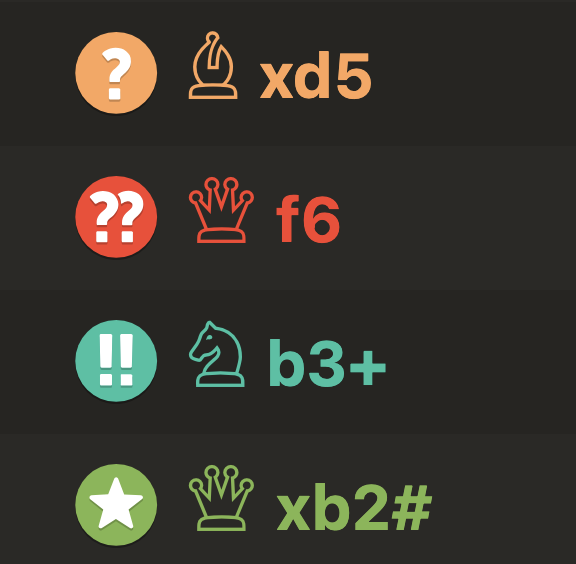 ? ♗xd5
?? ♕f6
!! ♘b3+
★ ♕xb2#